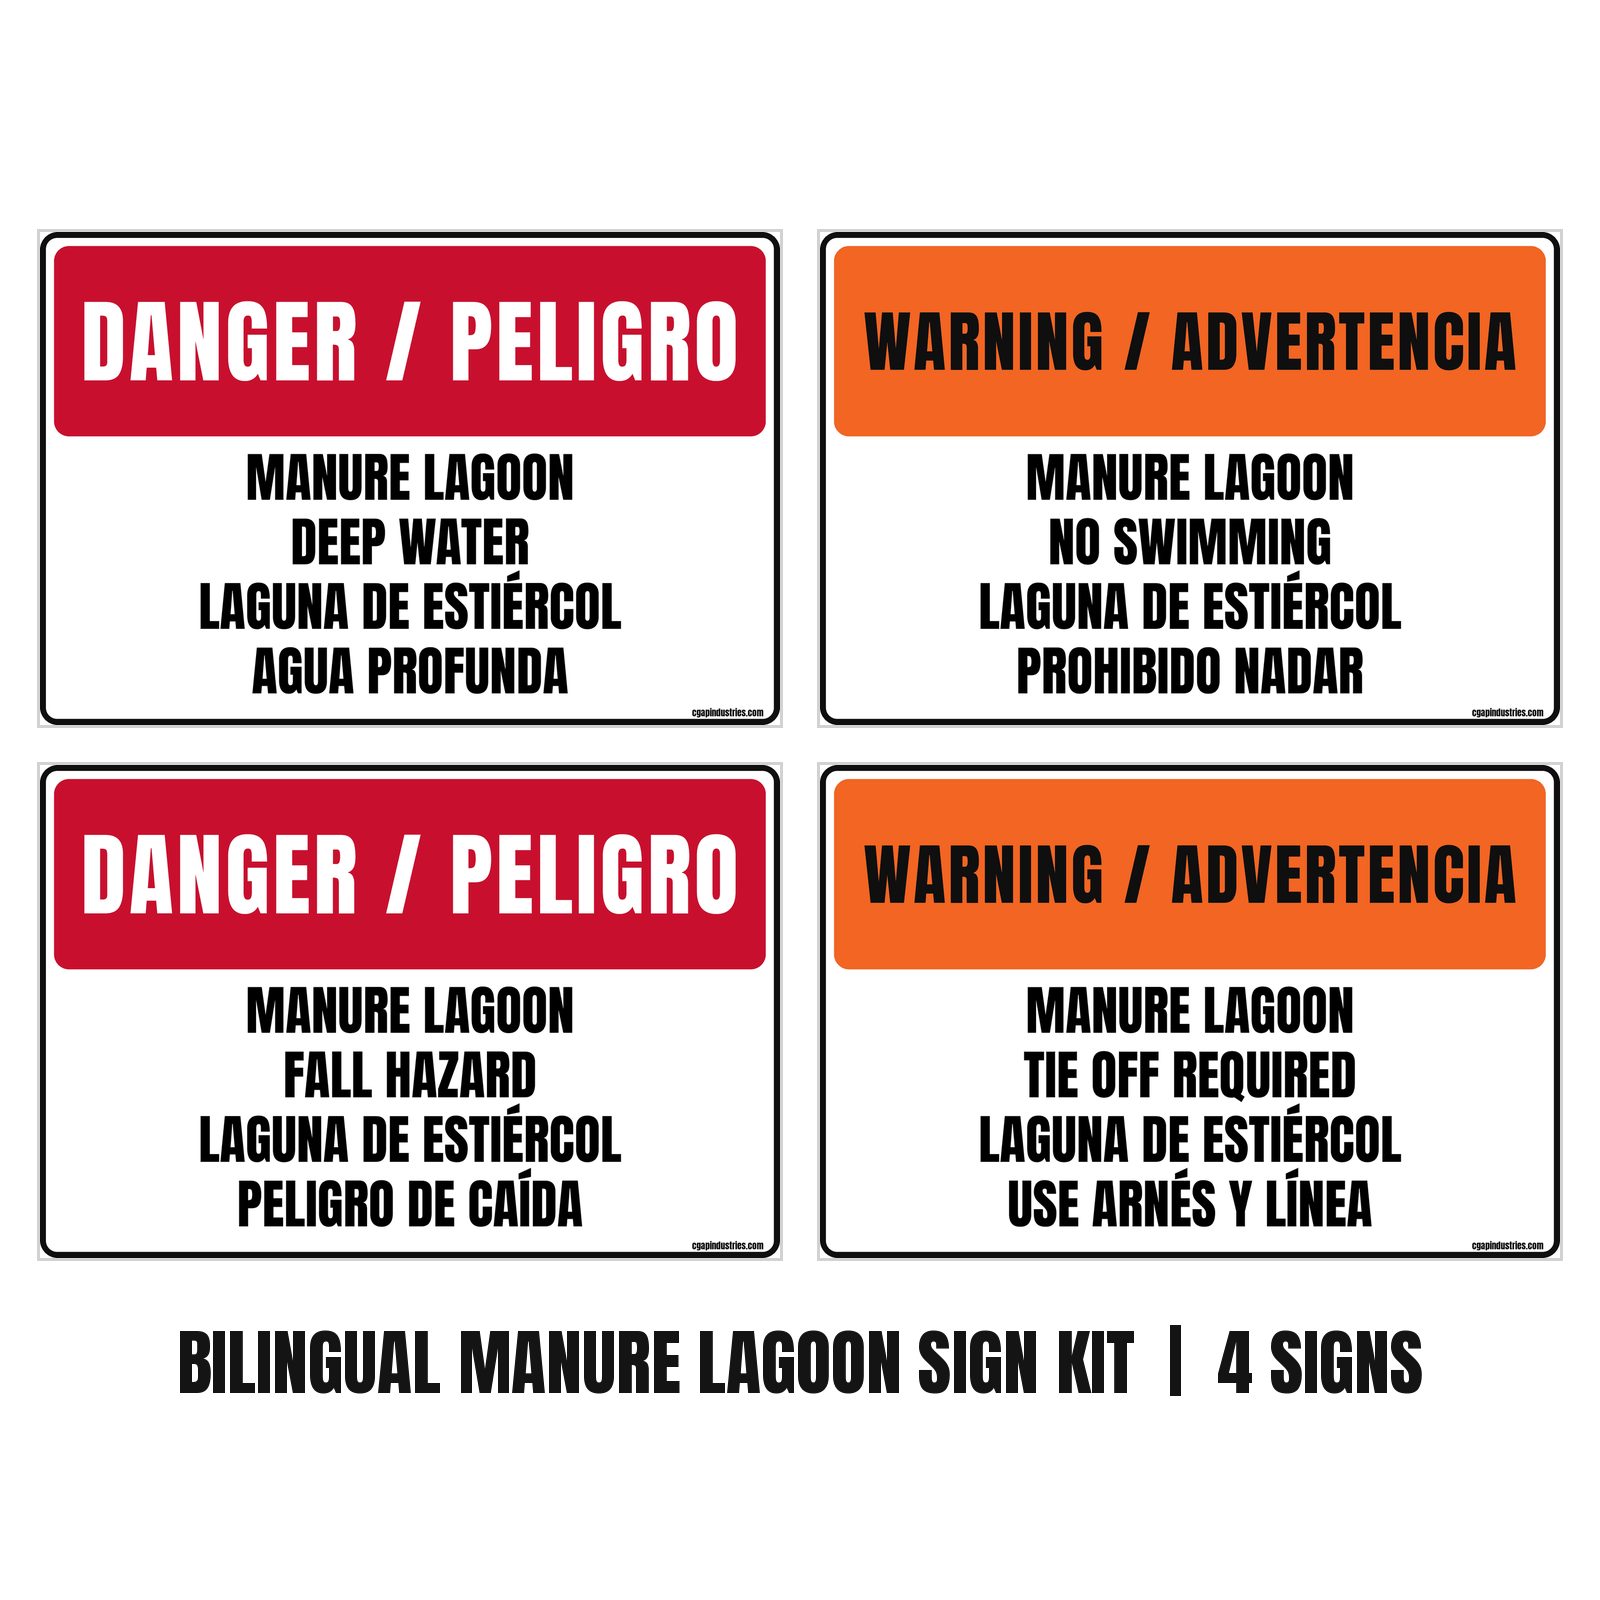 DANGER / PELIGRO
MANURE LAGOON
DEEP WATER
LAGUNA DE ESTIÉRCOL
AGUA PROFUNDA
cgapindustries.com
WARNING / ADVERTENCIA
MANURE LAGOON
NO SWIMMING
LAGUNA DE ESTIÉRCOL
PROHIBIDO NADAR
cgapindustries.com
DANGER / PELIGRO
MANURE LAGOON
FALL HAZARD
LAGUNA DE ESTIÉRCOL
PELIGRO DE CAÍDA
cgapindustries.com
WARNING / ADVERTENCIA
MANURE LAGOON
TIE OFF REQUIRED
LAGUNA DE ESTIÉRCOL
USE ARNÉS Y LÍNEA
cgapindustries.com
BILINGUAL MANURE LAGOON SIGN KIT | 4 SIGNS